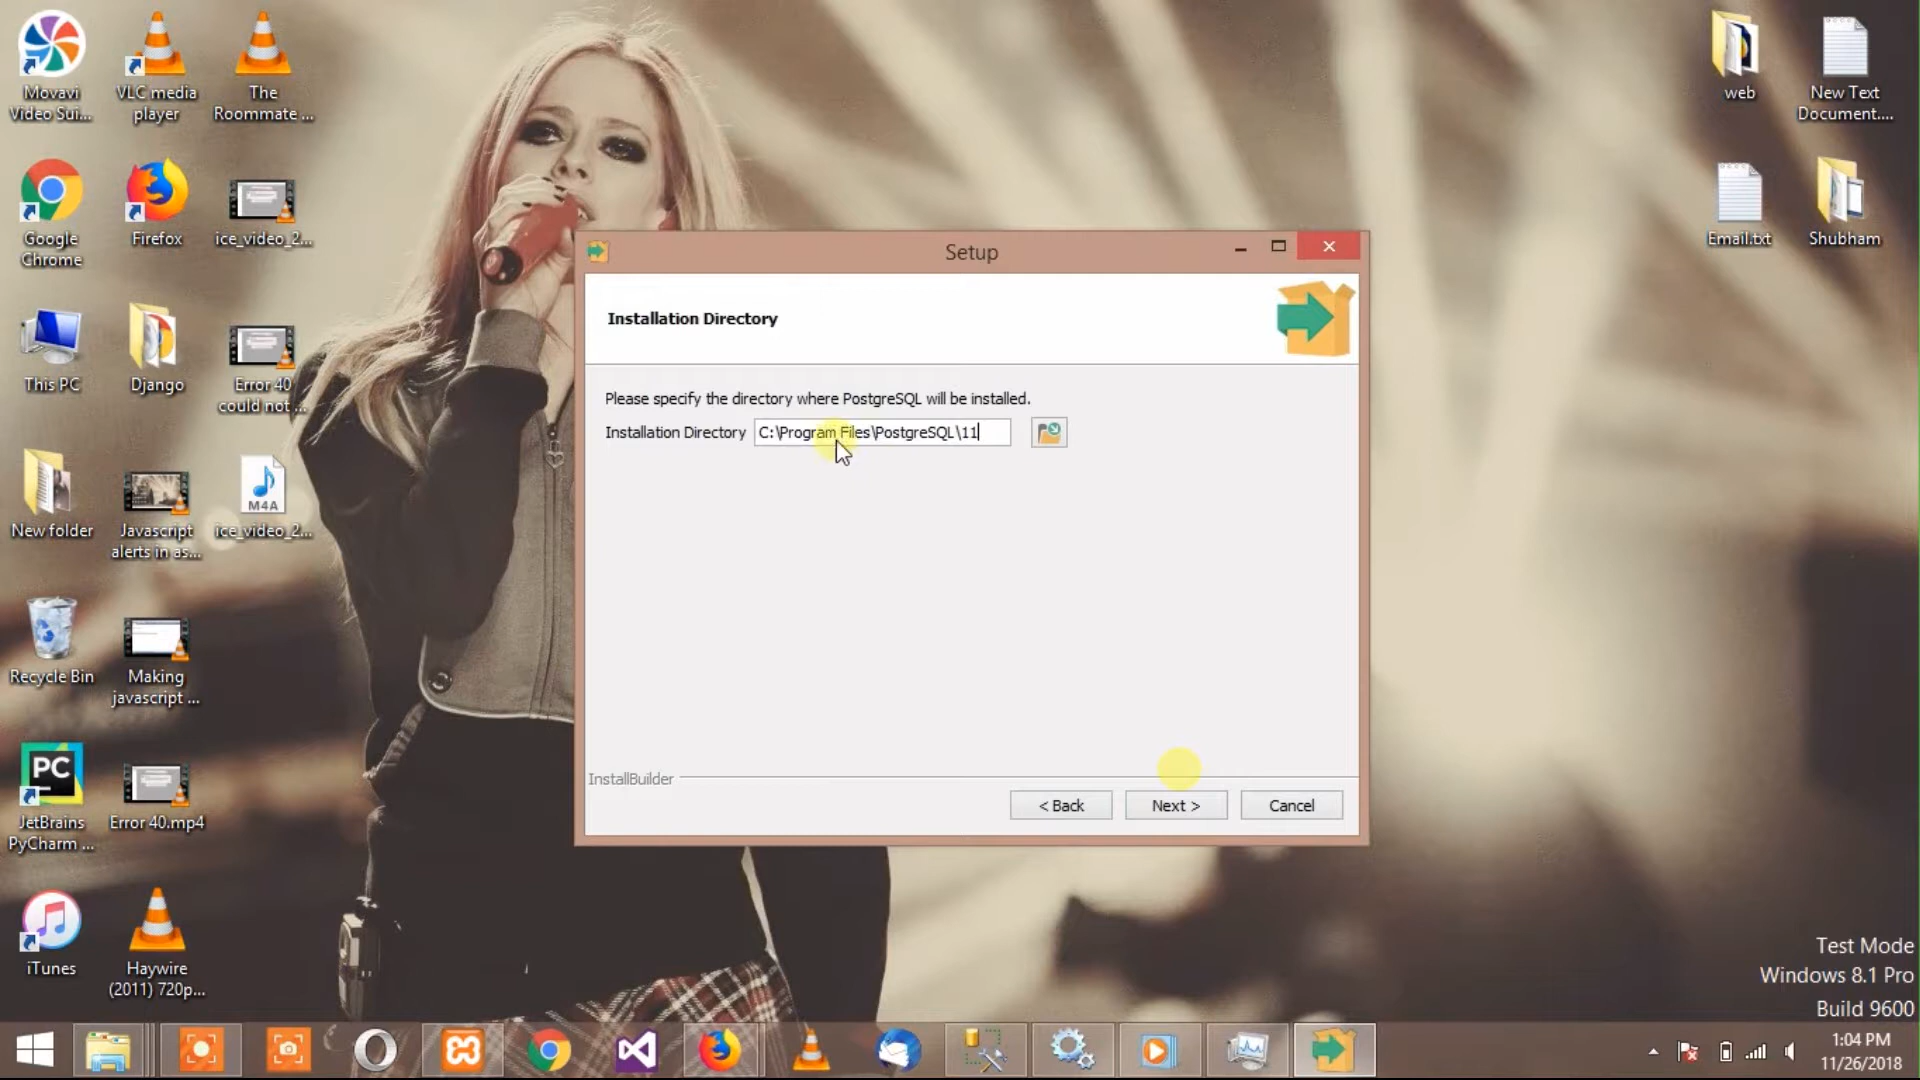 Movavi
Video Sui...
VLC media
player
The
Roommate ...
web
New Text
Document....
Google
Chrome
Firefox
ice_video_2...
Email.txt
Shubham
Setup
Installation Directory
Please specify the directory where PostgreSQL will be installed.
Installation Directory
C:\Program Files\PostgreSQL\11
This PC
Django
Error 40
could not ...
New folder
Javascript
alerts in as...
M4A
ice_video_2...
Recycle Bin
Making
javascript ...
InstallBuilder
< Back
Next >
Cancel
PC
JetBrains
PyCharm ...
Error 40.mp4
iTunes
Haywire
(2011) 720p...
Test Mode
Windows 8.1 Pro
Build 9600
1:04 PM
11/26/2018